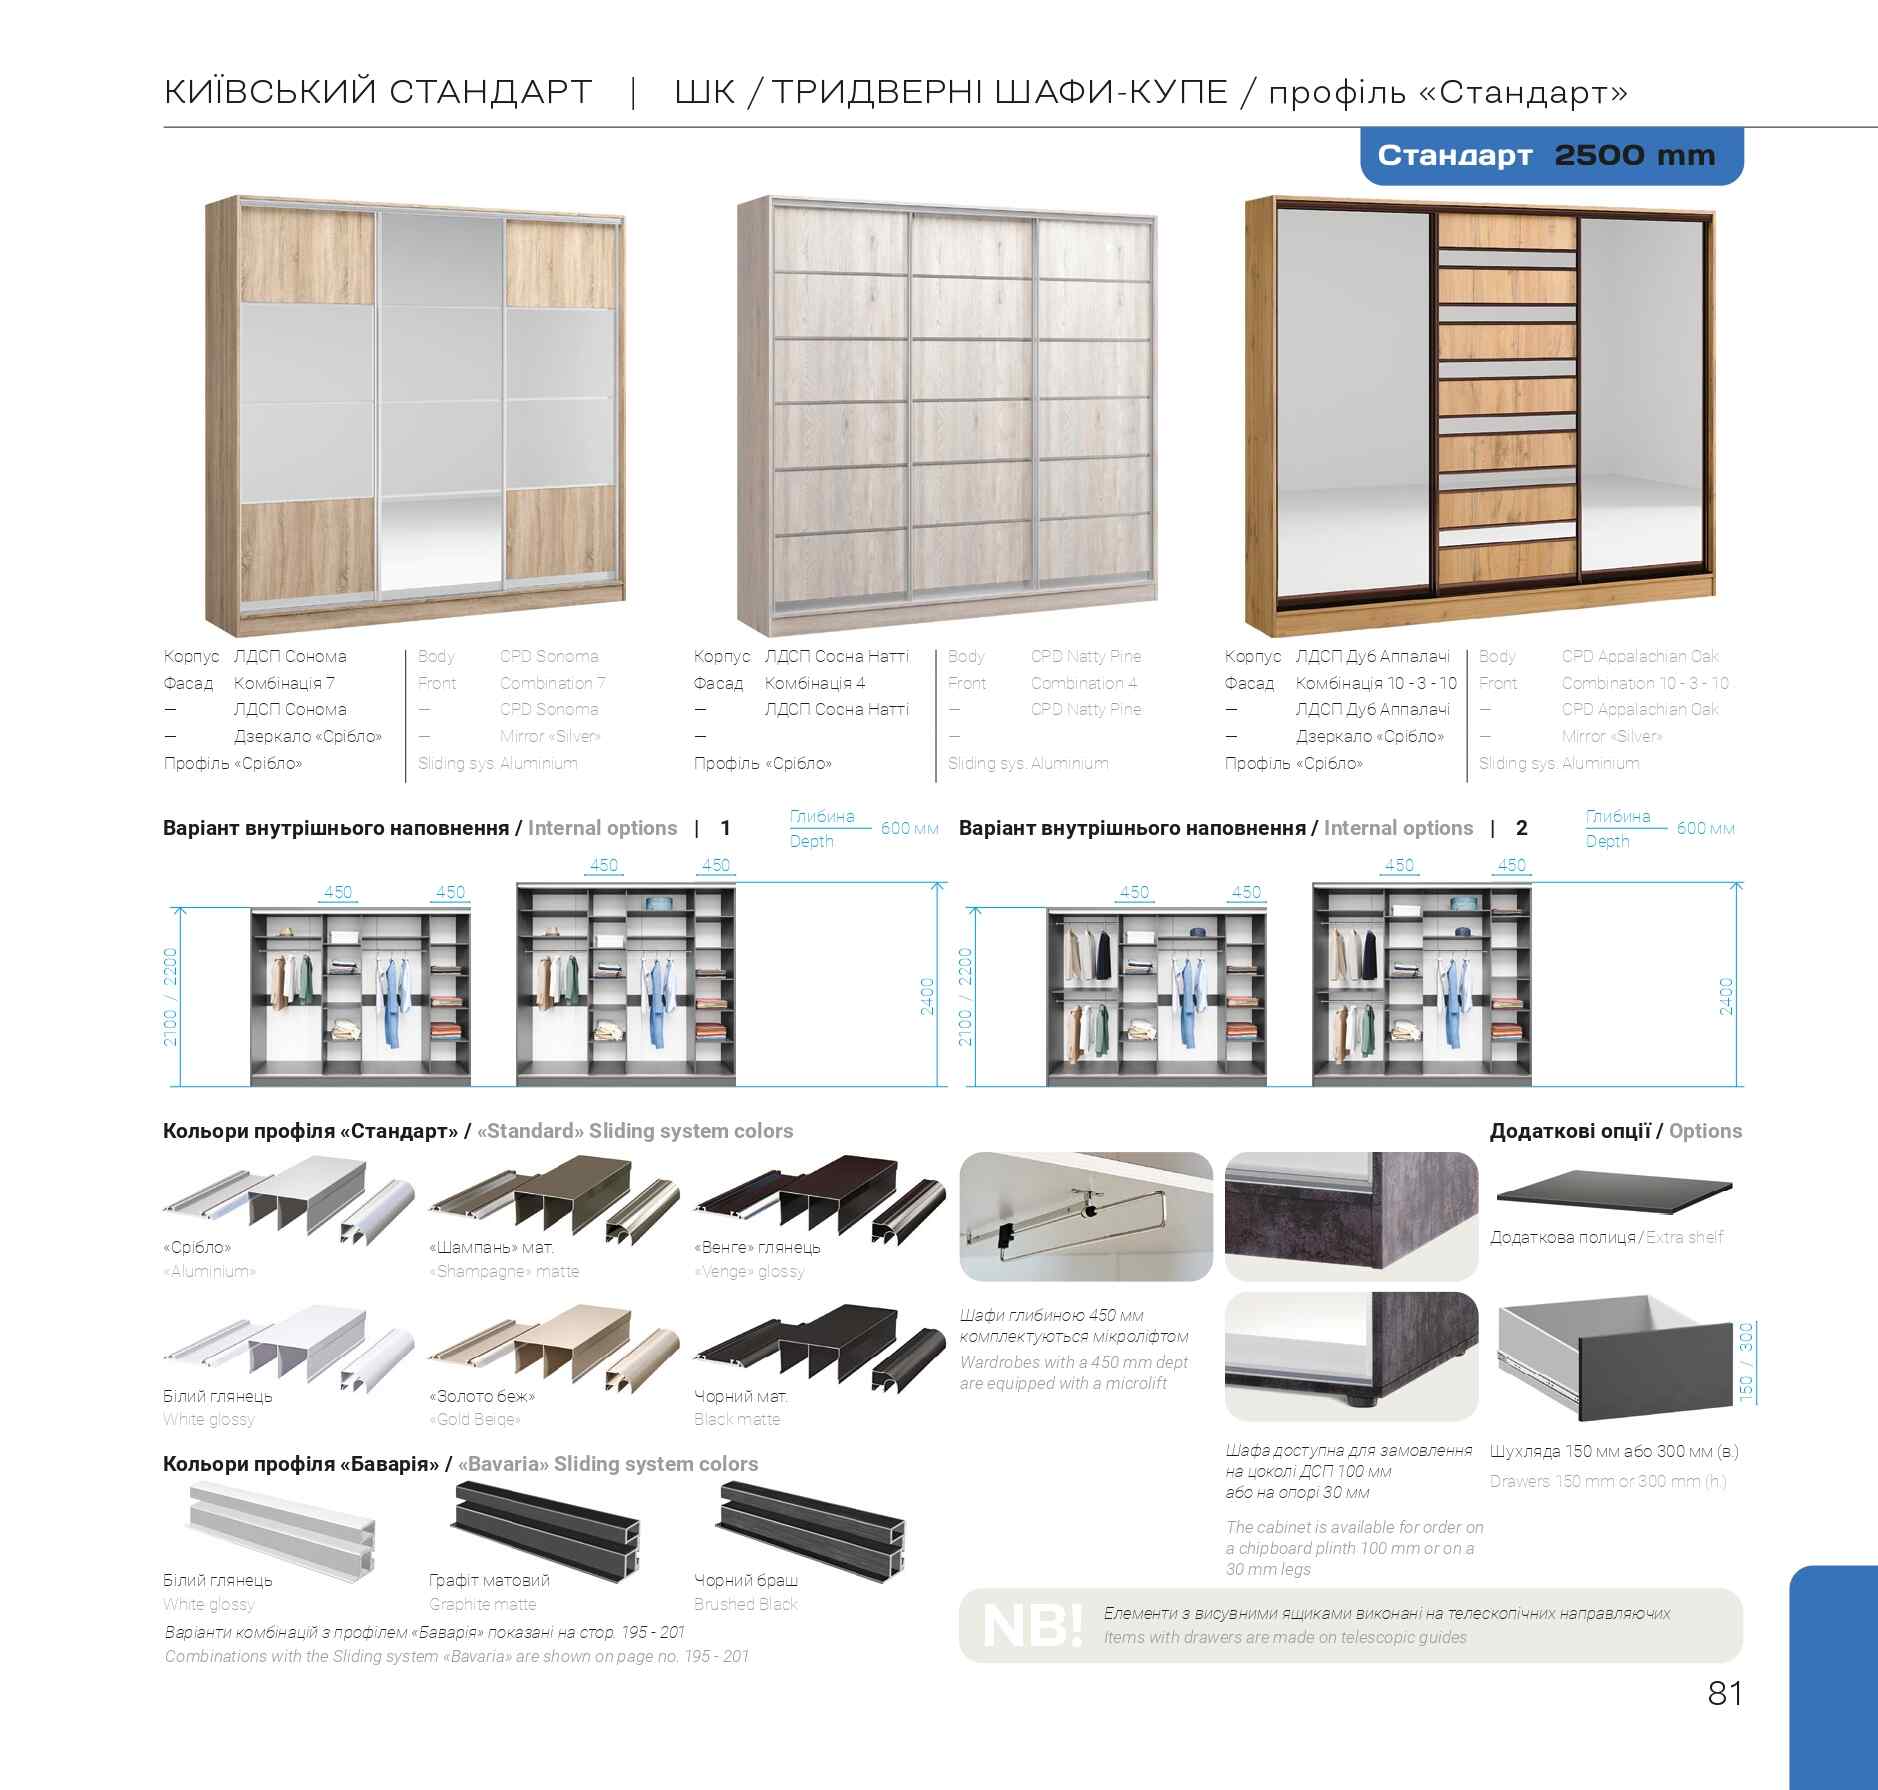 КИЇВСЬКИЙ СТАНДАРТ | ШК / ТРИДВЕРНІ ШАФИ-КУПЕ / профіль «Стандарт»
Стандарт 2500 mm
Корпус ЛДСП Сонома
Фасад Комбінація 7
— ЛДСП Сонома
— Дзеркало «Срібло»
Профіль «Срібло»
Body CPD Sonoma
Front Combination 7
— CPD Sonoma
— Mirror «Silver»
Sliding sys. Aluminium
Корпус ЛДСП Сосна Натті
Фасад Комбінація 4
— ЛДСП Сосна Натті
—
Профіль «Срібло»
Body CPD Natty Pine
Front Combination 4
— CPD Natty Pine
—
Sliding sys. Aluminium
Корпус ЛДСП Дуб Аппалачі
Фасад Комбінація 10 - 3 - 10
— ЛДСП Дуб Аппалачі
— Дзеркало «Срібло»
Профіль «Срібло»
Body CPD Appalachian Oak
Front Combination 10 - 3 - 10
— CPD Appalachian Oak
— Mirror «Silver»
Sliding sys. Aluminium
Варіант внутрішнього наповнення / Internal options | 1
Глибина
Depth
600 мм
450 450
450 450
2100 / 2200
2400
Варіант внутрішнього наповнення / Internal options | 2
Глибина
Depth
600 мм
450 450
450 450
2100 / 2200
2400
Кольори профіля «Стандарт» / «Standard» Sliding system colors
«Срібло»
«Aluminium»
«Шампань» мат.
«Shampagne» matte
«Венге» глянець
«Venge» glossy
Білий глянець
White glossy
«Золото беж»
«Gold Beige»
Чорний мат.
Black matte
Кольори профіля «Баварія» / «Bavaria» Sliding system colors
Білий глянець
White glossy
Графіт матовий
Graphite matte
Чорний браш
Brushed Black
Варіанти комбінацій з профілем «Баварія» показані на стор. 195 - 201
Combinations with the Sliding system «Bavaria» are shown on page no. 195 - 201
Шафи глибиною 450 мм
комплектуються мікроліфтом
Wardrobes with a 450 mm dept
are equipped with a microlift
Шафа доступна для замовлення
на цоколі ДСП 100 мм
або на опорі 30 мм
The cabinet is available for order on
a chipboard plinth 100 mm or on a
30 mm legs
Додаткові опції / Options
Додаткова полиця / Extra shelf
150 / 300
Шухляда 150 мм або 300 мм (в.)
Drawers 150 mm or 300 mm (h.)
NB!
Елементи з висувними ящиками виконані на телескопічних направляючих
Items with drawers are made on telescopic guides
81